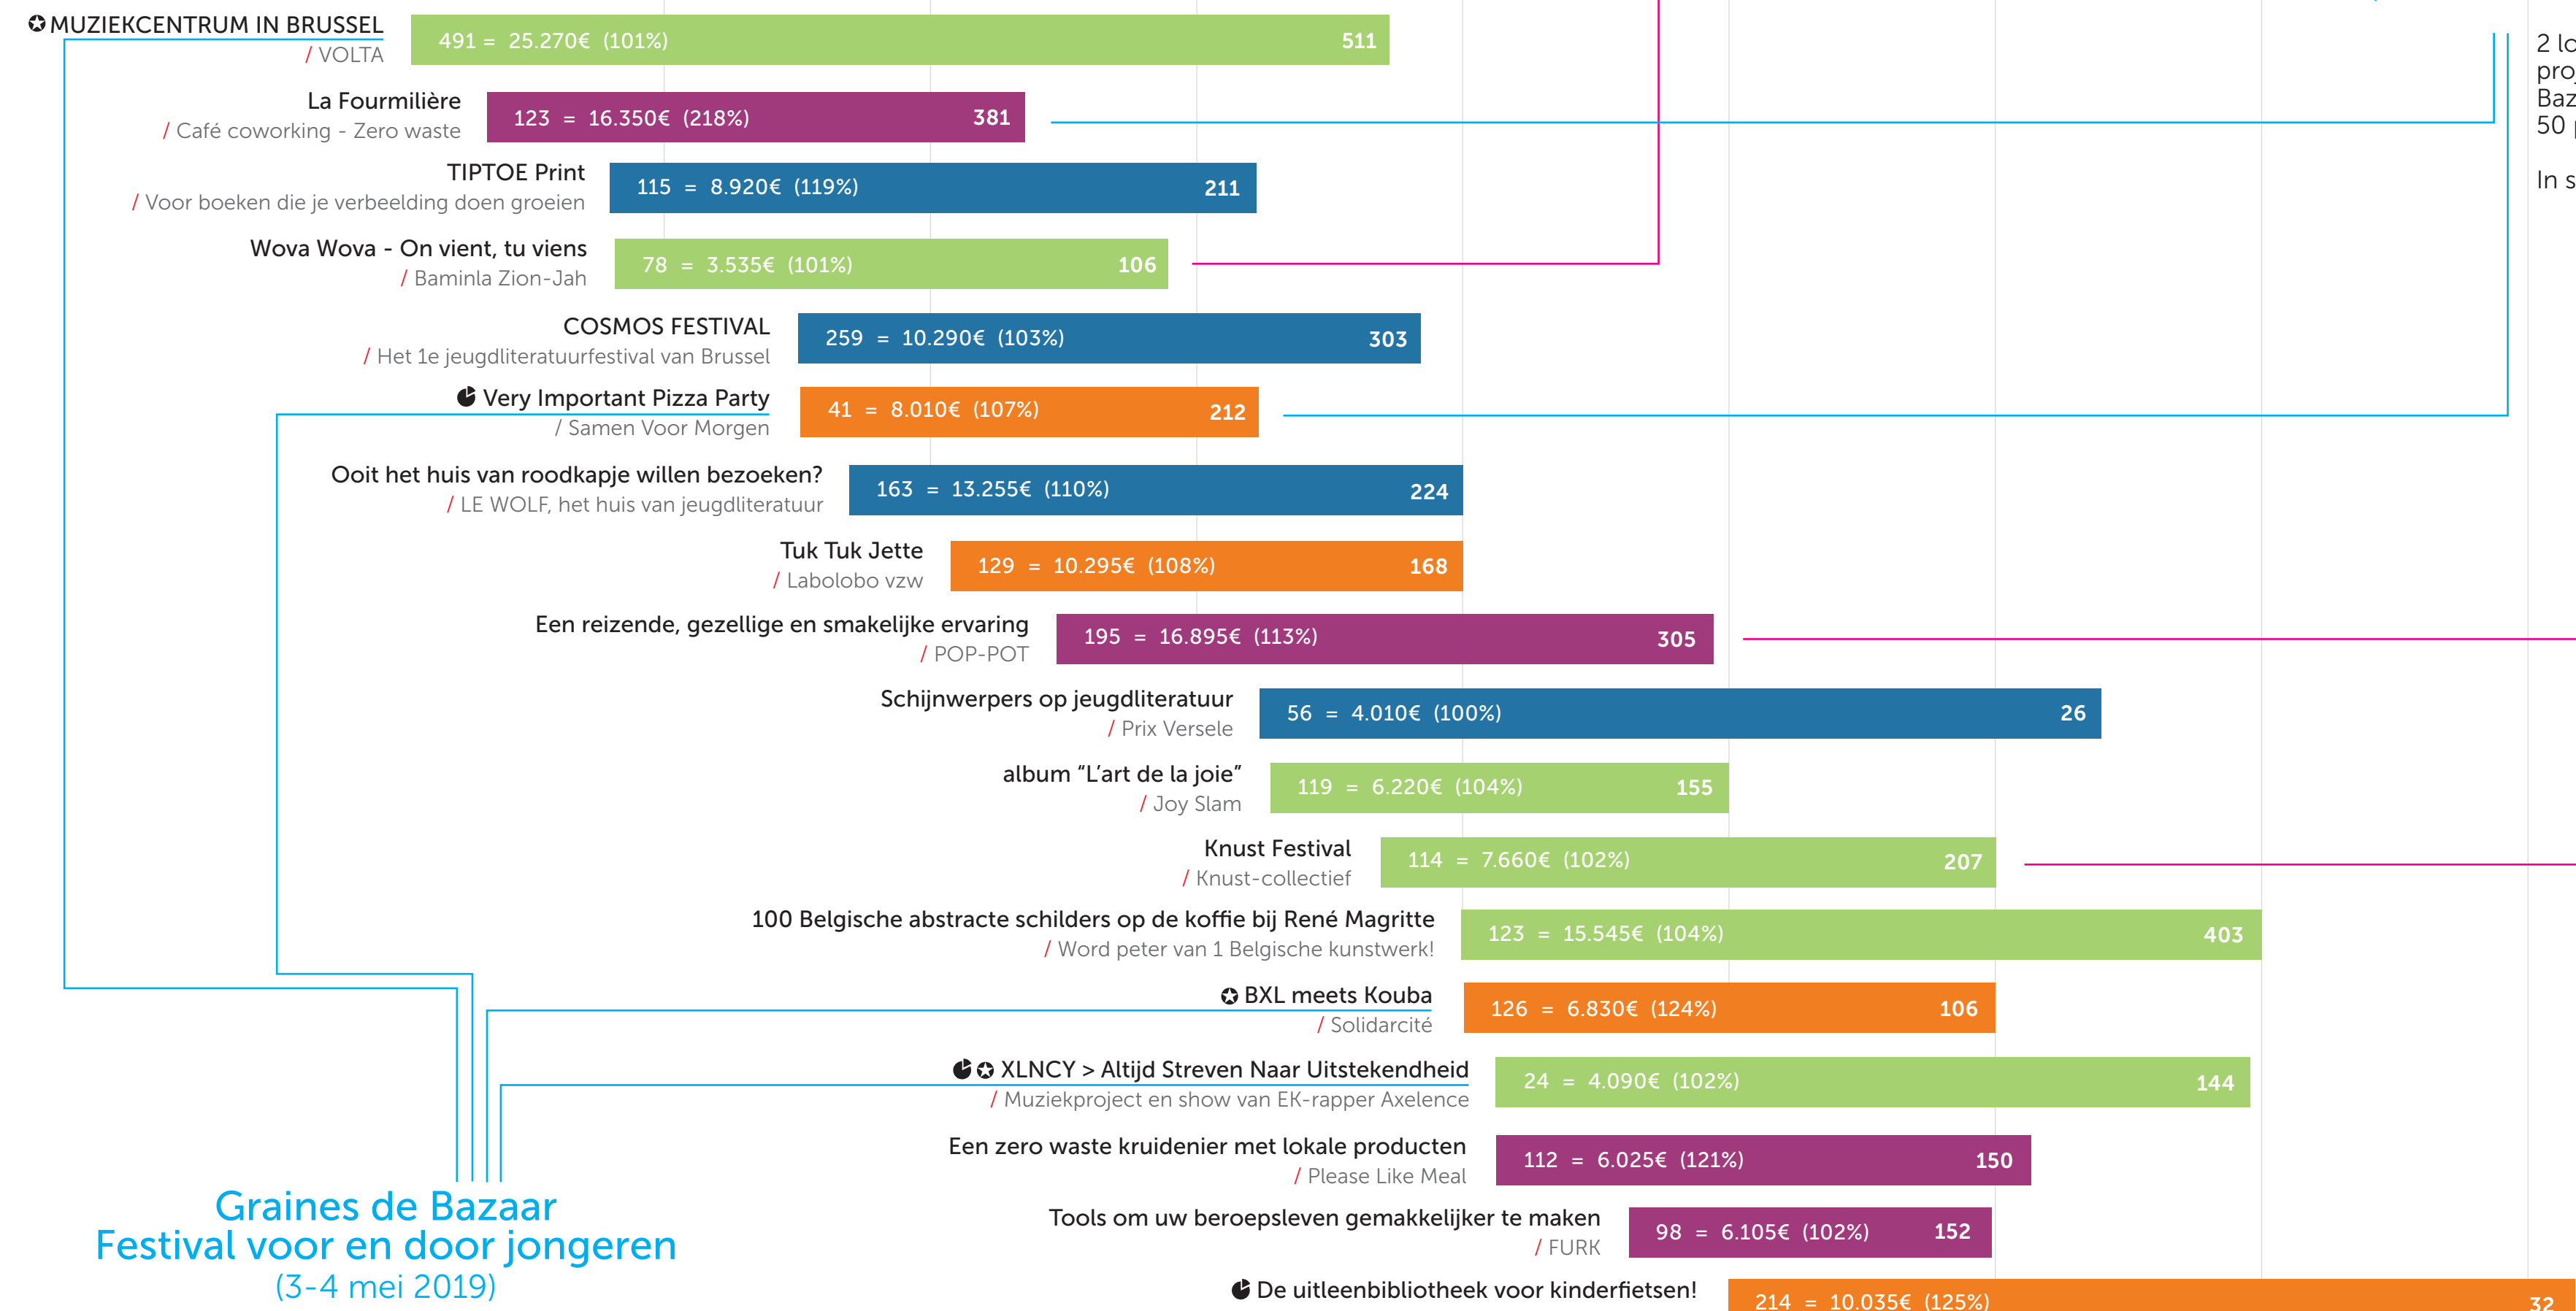 ✪ MUZIEKCENTRUM IN BRUSSEL
/ VOLTA
491 = 25.270€ (101%) 511
La Fourmilière
/ Café coworking - Zero waste
123 = 16.350€ (218%) 381
TIPTOE Print
/ Voor boeken die je verbeelding doen groeien
115 = 8.920€ (119%) 211
Wova Wova - On vient, tu viens
/ Baminla Zion-Jah
78 = 3.535€ (101%) 106
COSMOS FESTIVAL
/ Het 1e jeugdliteratuurfestival van Brussel
259 = 10.290€ (103%) 303
Very Important Pizza Party
/ Samen Voor Morgen
41 = 8.010€ (107%) 212
Ooit het huis van roodkapje willen bezoeken?
/ LE WOLF, het huis van jeugdliteratuur
163 = 13.255€ (110%) 224
Tuk Tuk Jette
/ Labolobo vzw
129 = 10.295€ (108%) 168
Een reizende, gezellige en smakelijke ervaring
/ POP-POT
195 = 16.895€ (113%) 305
Schijnwerpers op jeugdliteratuur
/ Prix Versele
56 = 4.010€ (100%) 26
album “L’art de la joie”
/ Joy Slam
119 = 6.220€ (104%) 155
Knust Festival
/ Knust-collectief
114 = 7.660€ (102%) 207
100 Belgische abstracte schilders op de koffie bij René Magritte
/ Word peter van 1 Belgische kunstwerk!
123 = 15.545€ (104%) 403
✪ BXL meets Kouba
/ Solidarcité
126 = 6.830€ (124%) 106
✪ XLNCY > Altijd Streven Naar Uitstekendheid
/ Muziekproject en show van EK-rapper Axelence
24 = 4.090€ (102%) 144
Een zero waste kruidenier met lokale producten
/ Please Like Meal
112 = 6.025€ (121%) 150
Tools om uw beroepsleven gemakkelijker te maken
/ FURK
98 = 6.105€ (102%) 152
De uitleenbibliotheek voor kinderfietsen!
214 = 10.035€ (125%) 32
Graines de Bazaar
Festival voor en door jongeren
(3-4 mei 2019)
2
50
In